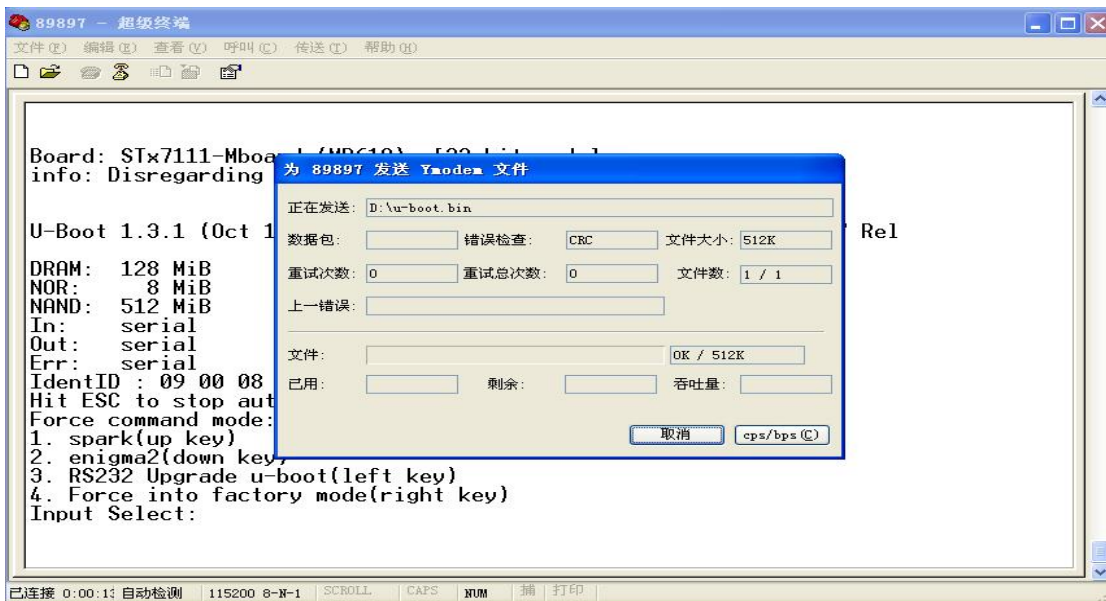 89897 - 超级终端
文件(F) 编辑(E) 查看(V) 呼叫(C) 传送(T) 帮助(H)
Board: STx7111-Mboa
info: Disregarding
U-Boot 1.3.1 (Oct 1 Rel
DRAM: 128 MiB
NOR: 8 MiB
NAND: 512 MiB
In: serial
Out: serial
Err: serial
IdentID : 09 00 08
Hit ESC to stop aut
Force command mode:
1. spark(up key)
2. enigma2(down key)
3. RS232 Upgrade u-boot(left key)
4. Force into factory mode(right key)
Input Select:
为 89897 发送 Ymodem 文件
正在发送: D:\u-boot.bin
数据包: 错误检查: CRC 文件大小: 512K
重试次数: 0 重试总次数: 0 文件数: 1 / 1
上一错误:
文件: 0K / 512K
已用: 剩余: 吞吐量:
取消 cps/bps(C)
已连接 0:00:13 自动检测 115200 8-N-1 SCROLL CAPS NUM 捕 打印